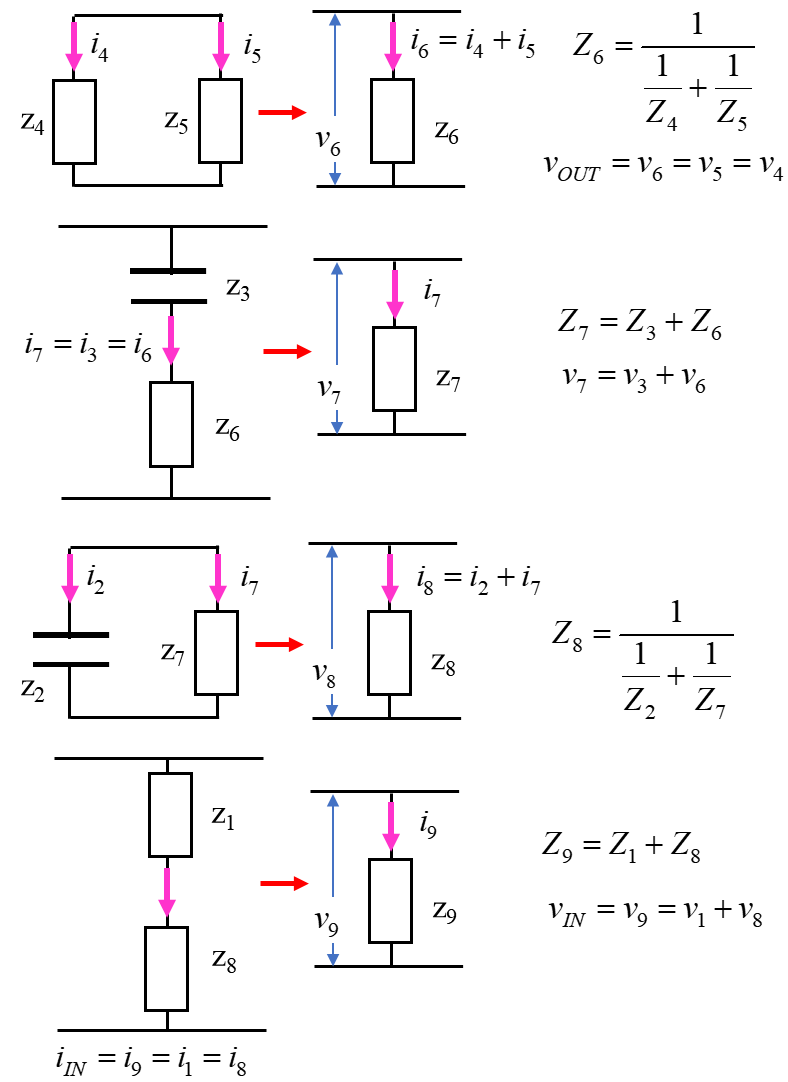 i₄ i₅ i₆ = i₄ + i₅ Z₆ = 1 / (1/Z₄ + 1/Z₅)
z₄ z₅ v₆ z₆
v_OUT = v₆ = v₅ = v₄
z₃ i₇ Z₇ = Z₃ + Z₆
i₇ = i₃ = i₆ v₇ z₇ v₇ = v₃ + v₆
z₆
i₂ i₇ i₈ = i₂ + i₇ Z₈ = 1 / (1/Z₂ + 1/Z₇)
z₂ z₇ v₈ z₈
z₁ i₉ Z₉ = Z₁ + Z₈
z₈ v₉ z₉ v_IN = v₉ = v₁ + v₈
i_IN = i₉ = i₁ = i₈